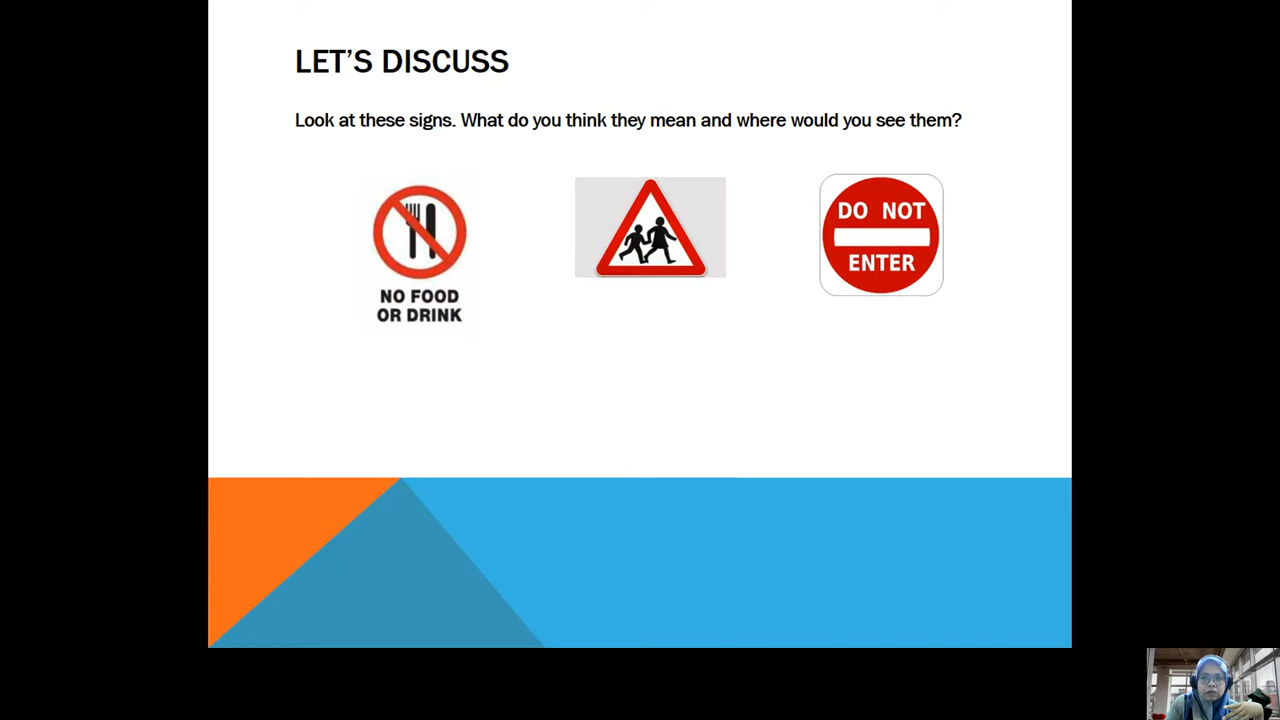 LET'S DISCUSS
Look at these signs. What do you think they mean and where would you see them?
NO FOOD
OR DRINK
DO NOT
ENTER